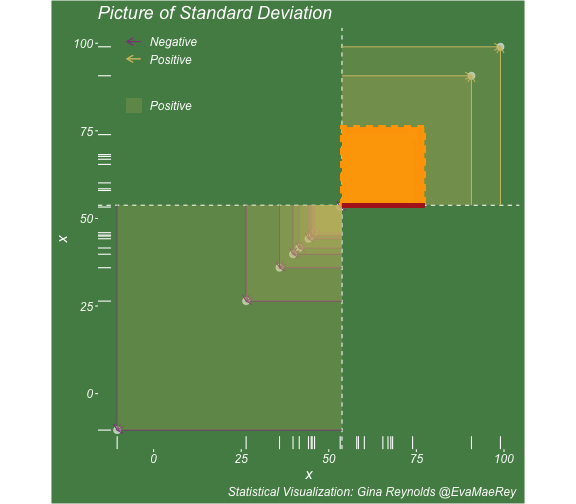 Picture of Standard Deviation
Negative
Positive
Positive
100
75
50
25
0
x
0 25 50 75 100
x
Statistical Visualization: Gina Reynolds @EvaMaeRey